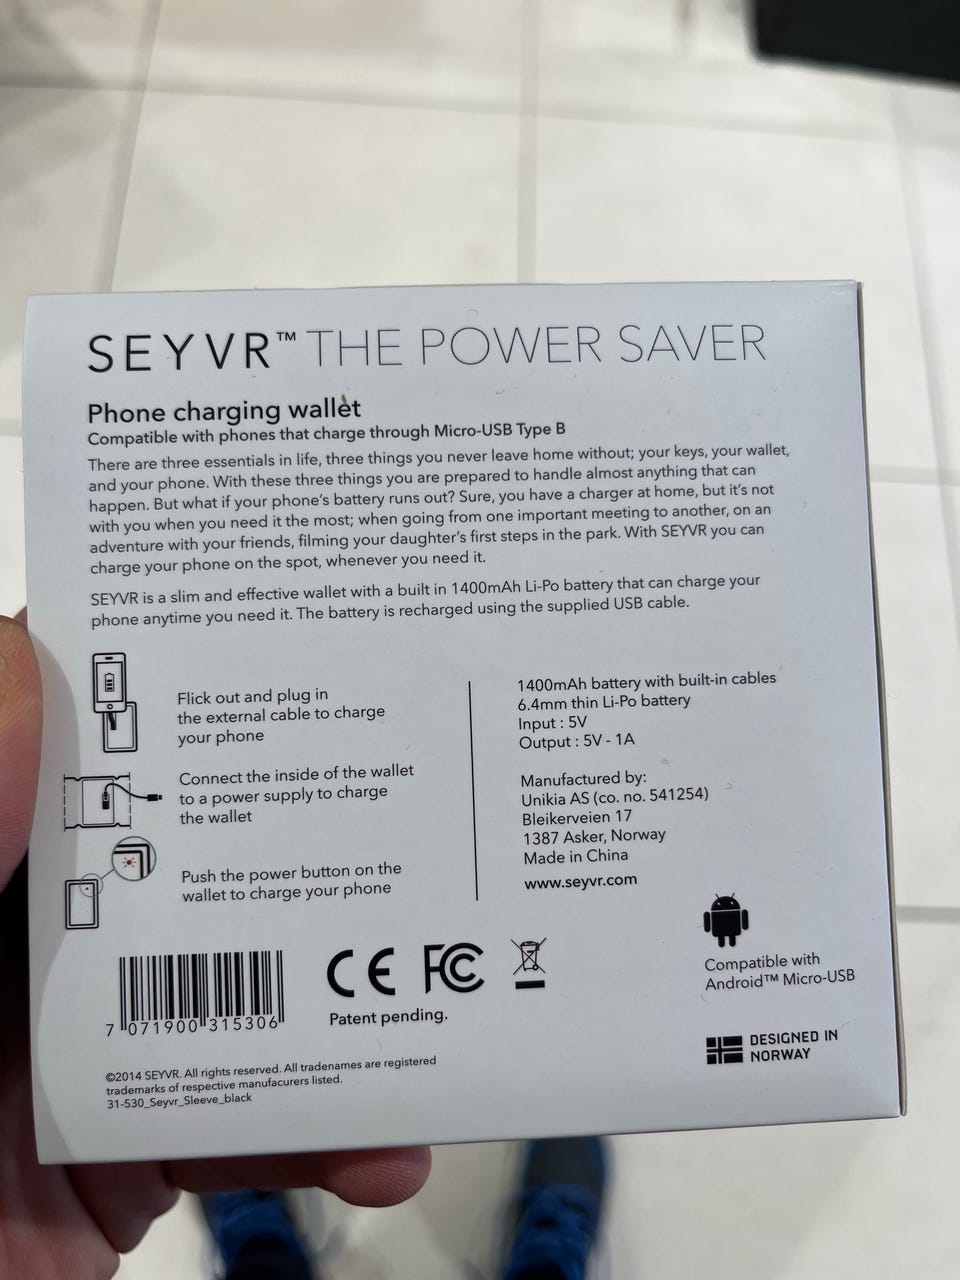 SEYVR™ THE POWER SAVER
Phone charging wallet
Compatible with phones that charge through Micro-USB Type B
There are three essentials in life, three things you never leave home without; your keys, your wallet,
and your phone. With these three things you are prepared to handle almost anything that can
happen. But what if your phone's battery runs out? Sure, you have a charger at home, but it's not
with you when you need it the most; when going from one important meeting to another, on an
adventure with your friends, filming your daughter's first steps in the park. With SEYVR you can
charge your phone on the spot, whenever you need it.
SEYVR is a slim and effective wallet with a built in 1400mAh Li-Po battery that can charge your
phone anytime you need it. The battery is recharged using the supplied USB cable.
Flick out and plug in
the external cable to charge
your phone
Connect the inside of the wallet
to a power supply to charge
the wallet
Push the power button on the
wallet to charge your phone
1400mAh battery with built-in cables
6.4mm thin Li-Po battery
Input : 5V
Output : 5V - 1A
Manufactured by:
Unikia AS (co. no. 541254)
Bleikerveien 17
1387 Asker, Norway
Made in China
www.seyvr.com
7 071900 315306
CE FC
Patent pending.
Compatible with
Android™ Micro-USB
DESIGNED IN
NORWAY
©2014 SEYVR. All rights reserved. All tradenames are registered
trademarks of respective manufacurers listed.
31-530_Seyvr_Sleeve_black